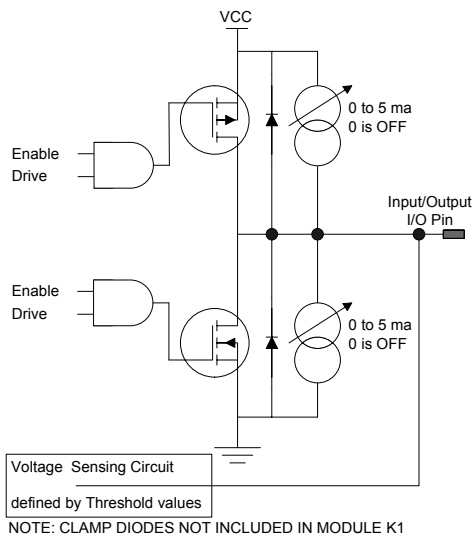 VCC
0 to 5 ma
0 is OFF
Enable
Drive
Input/Output
I/O Pin
Enable
Drive
0 to 5 ma
0 is OFF
Voltage Sensing Circuit
defined by Threshold values
NOTE: CLAMP DIODES NOT INCLUDED IN MODULE K1